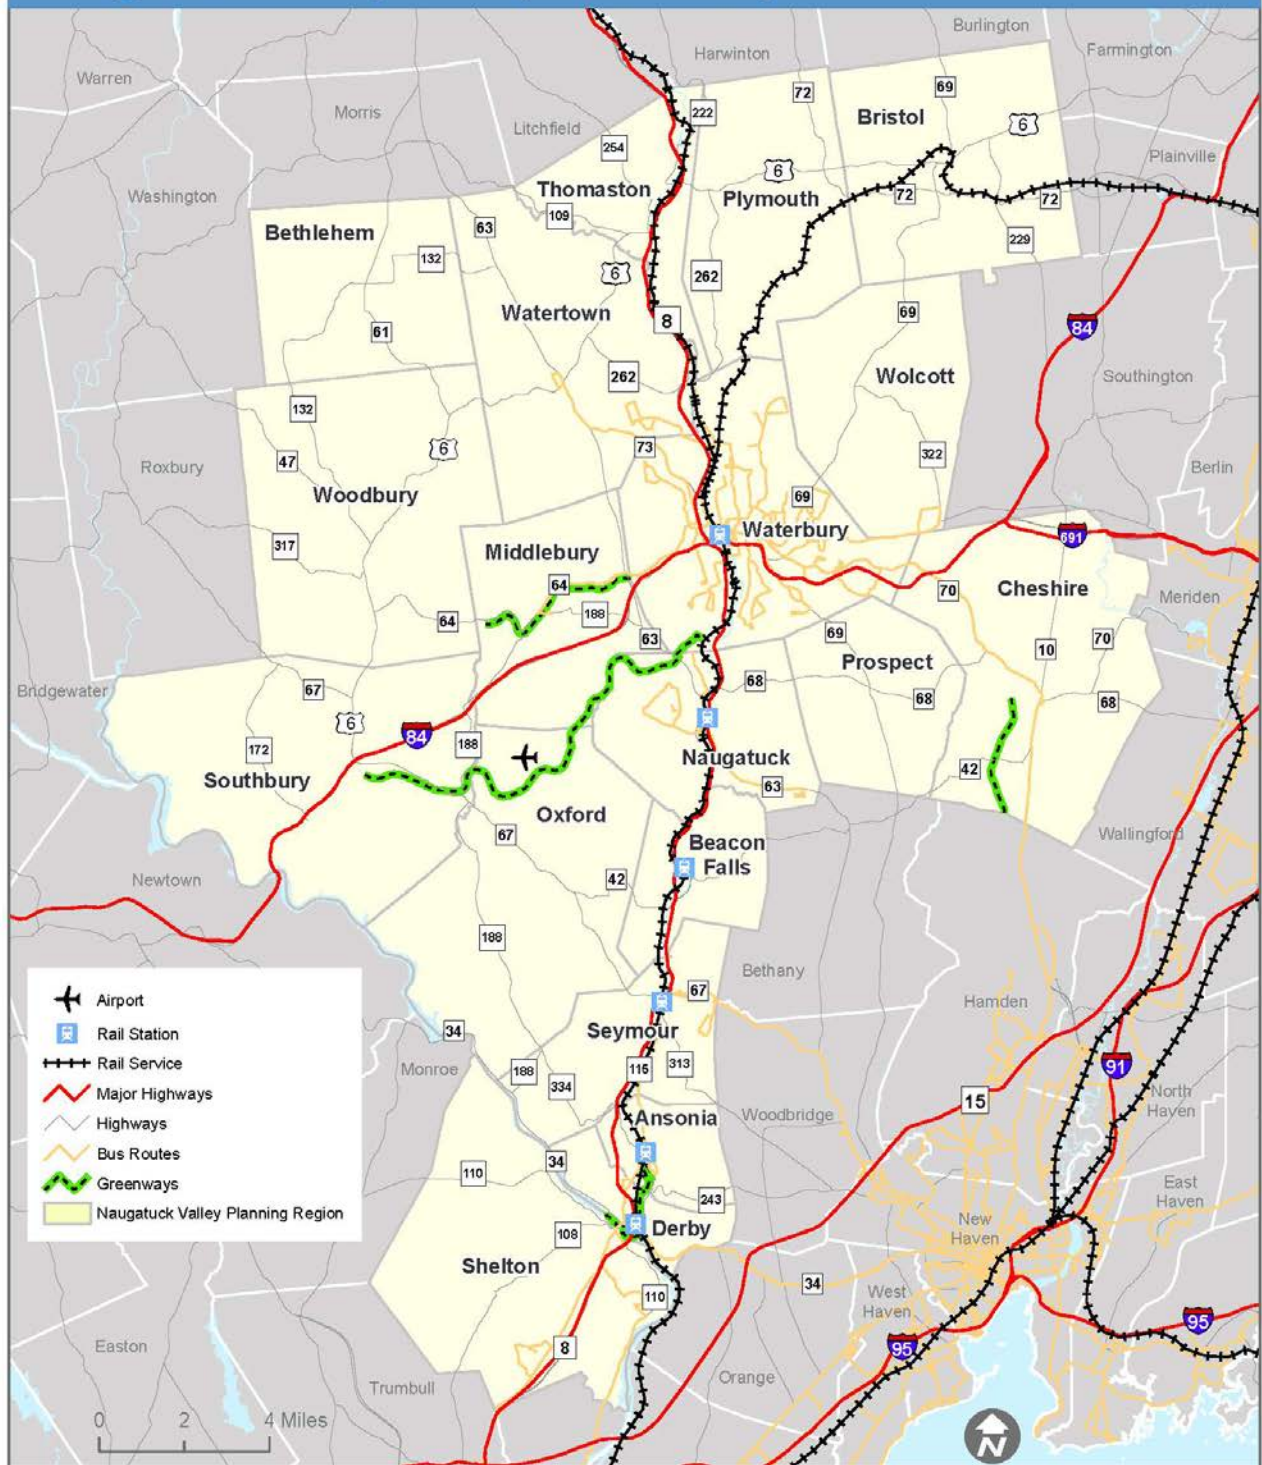 Burlington
Harwinton
Farmington
Warren
Morris
Litchfield
Washington
Plainville
222
72
69
Bristol
6
254
6
Thomaston
Plymouth
109
72
72
Bethlehem
63
132
229
6
262
Watertown
8
69
61
84
262
Wolcott
Southington
132
6
73
47
322
Roxbury
Berlin
Woodbury
69
Waterbury
317
691
Middlebury
64
70
Cheshire
Meriden
64
188
63
69
10
70
Prospect
68
68
68
Bridgewater
67
6
84
188
172
Southbury
Naugatuck
42
63
Oxford
67
Beacon
Falls
Wallingford
Newtown
42
188
Bethany
67
Hamden
Airport
Rail Station
Rail Service
Major Highways
Highways
Bus Routes
Greenways
Naugatuck Valley Planning Region
34
Seymour
Monroe
188
334
115
313
91
15
North
Haven
Ansonia
Woodbridge
34
110
243
East
Haven
108
Derby
New
Haven
Shelton
110
34
West
Haven
95
95
8
Easton
Trumbull
Orange
0 2 4 Miles
N